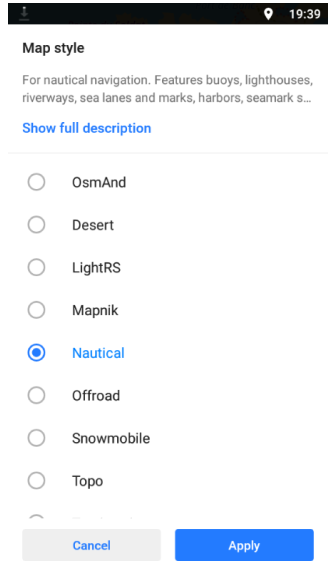 19:39
Map style
For nautical navigation. Features buoys, lighthouses,
riverways, sea lanes and marks, harbors, seamark s...
Show full description
OsmAnd
Desert
LightRS
Mapnik
Nautical
Offroad
Snowmobile
Topo
Cancel
Apply